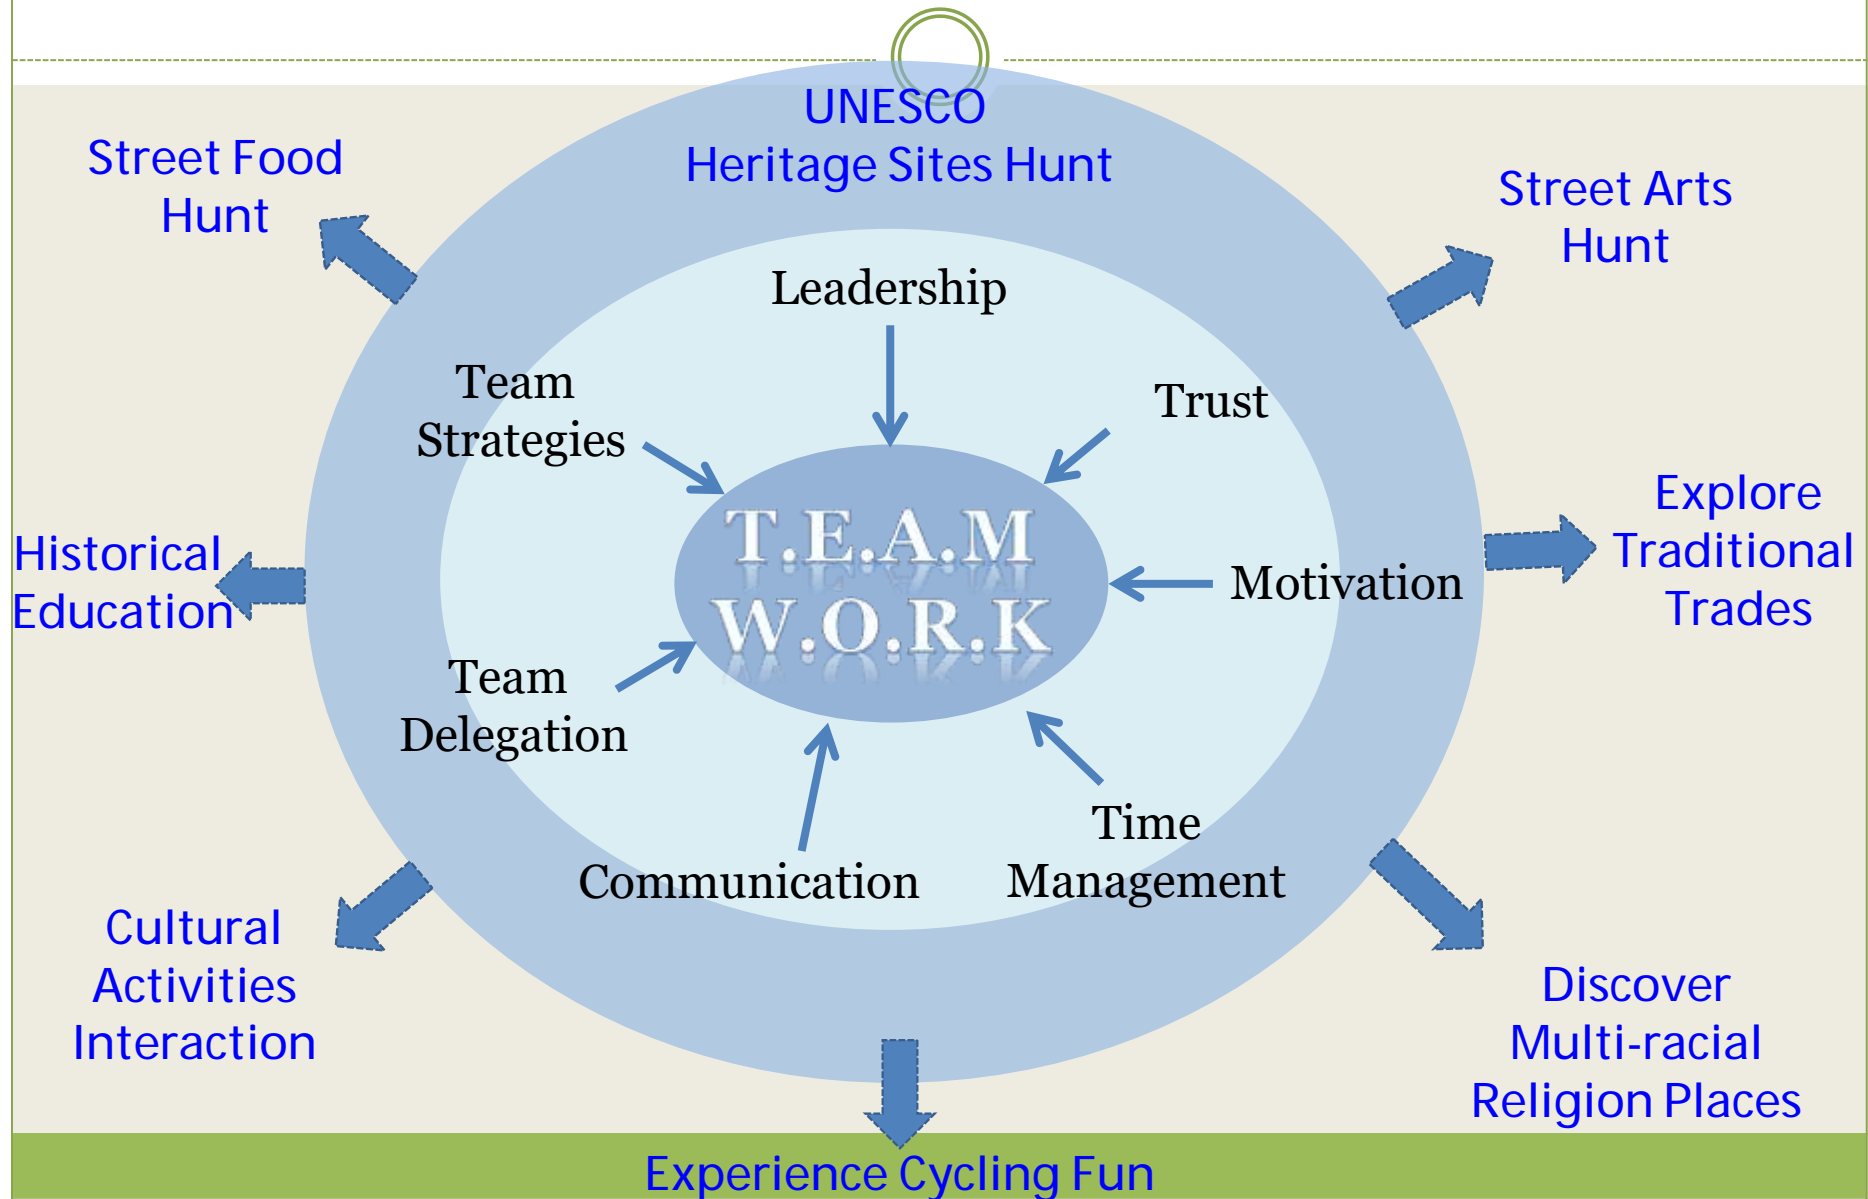 UNESCO
Heritage Sites Hunt
Street Food
Hunt
Street Arts
Hunt
Leadership
Team
Strategies
Trust
T.E.A.M
W.O.R.K
Historical
Education
Motivation
Explore
Traditional
Trades
Team
Delegation
Communication
Time
Management
Cultural
Activities
Interaction
Discover
Multi-racial
Religion Places
Experience Cycling Fun